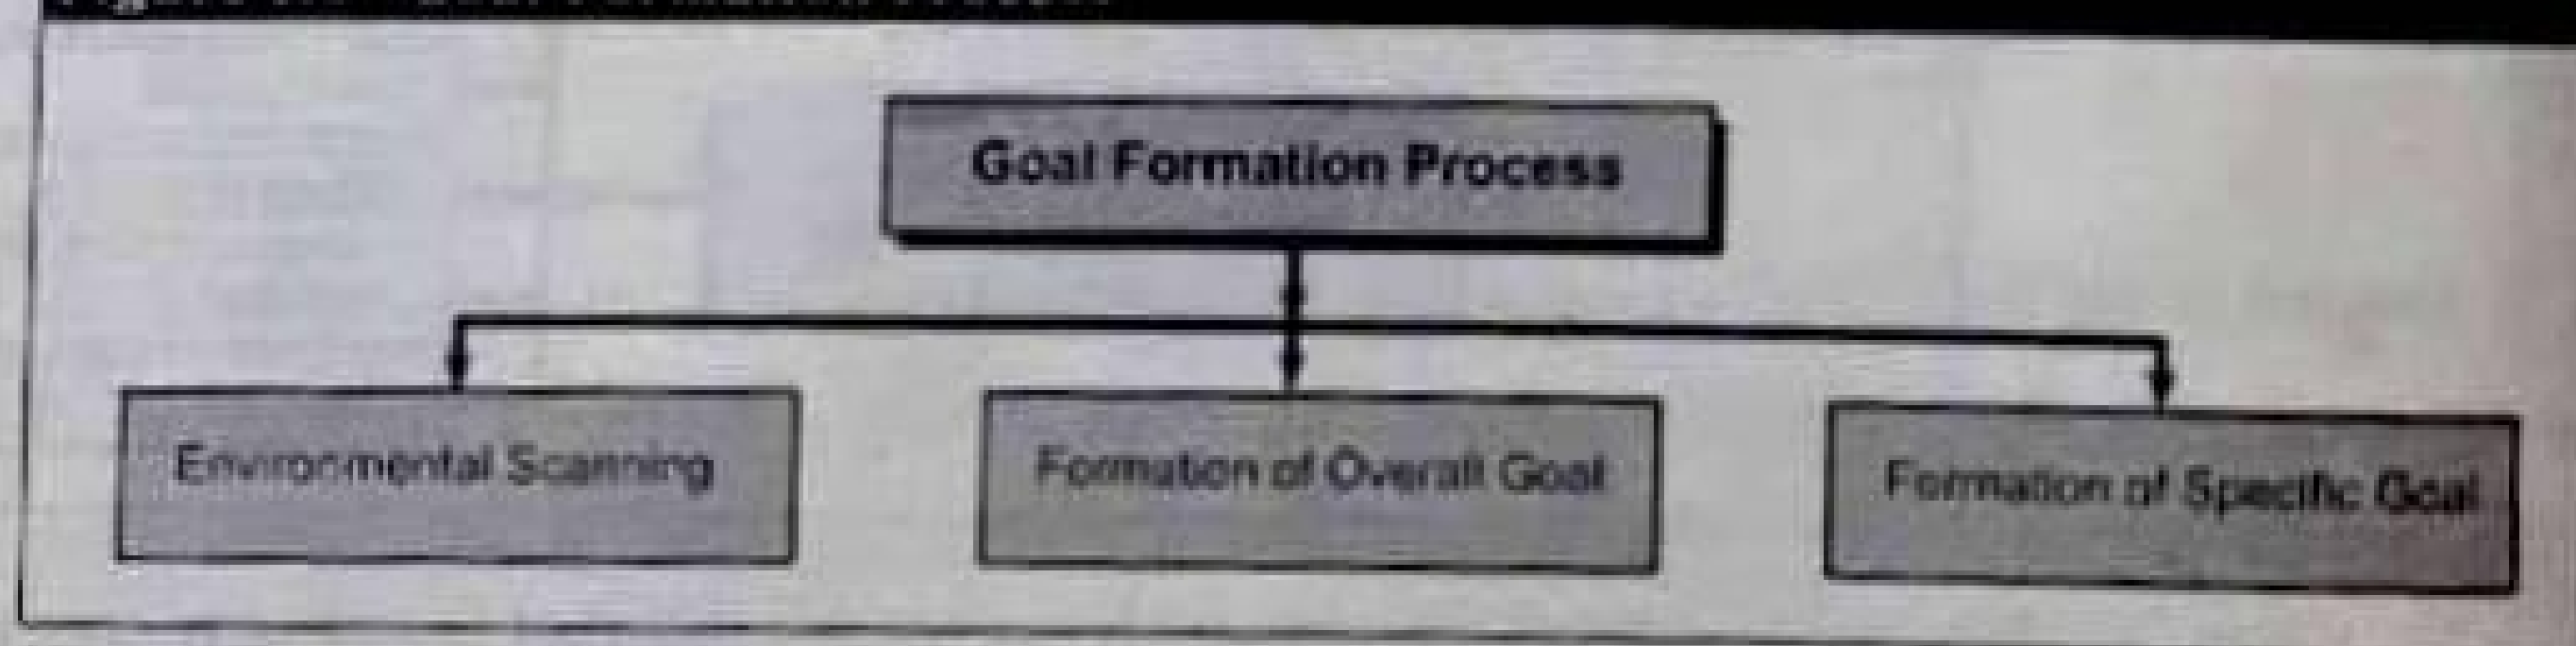 Goal Formation Process
Environmental Scanning
Formation of Overall Goal
Formation of Specific Goal